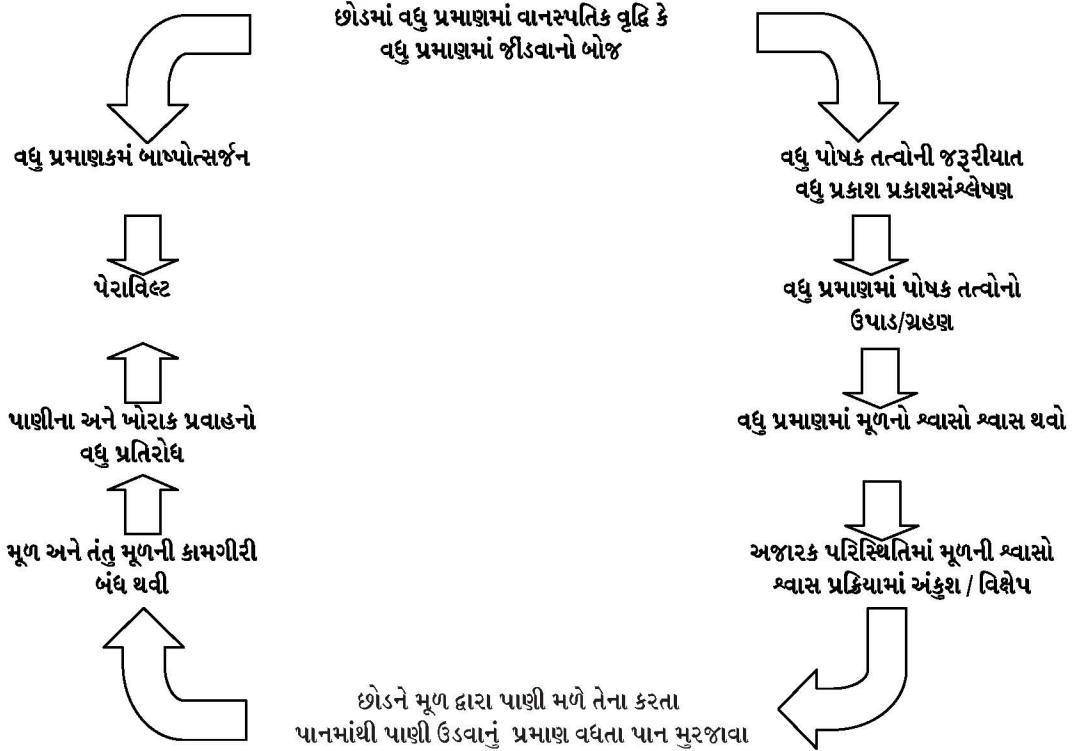 છોડમાં વધુ પ્રમાણમાં વાનસ્પતિક વૃદ્ધિ કે
વધુ પ્રમાણમાં જીંડવાનો બોજ
વધુ પ્રમાણકમં બાષ્પોત્સર્જન
પેરાવિલ્ટ
પાણીના અને ખોરાક પ્રવાહનો
વધુ પ્રતિરોધ
મૂળ અને તંતુ મૂળની કામગીરી
બંધ થવી
વધુ પોષક તત્વોની જરૂરીયાત
વધુ પ્રકાશ પ્રકાશસંશ્લેષણ
વધુ પ્રમાણમાં પોષક તત્વોનો
ઉપાડ/ગ્રહણ
વધુ પ્રમાણમાં મૂળનો શ્વાસો શ્વાસ થવો
અજારક પરિસ્થિતિમાં મૂળની શ્વાસો
શ્વાસ પ્રક્રિયામાં અંકુશ / વિક્ષેપ
છોડને મૂળ દ્વારા પાણી મળે તેના કરતા
પાનમાંથી પાણી ઉડવાનું પ્રમાણ વધતા પાન મુરજાવા